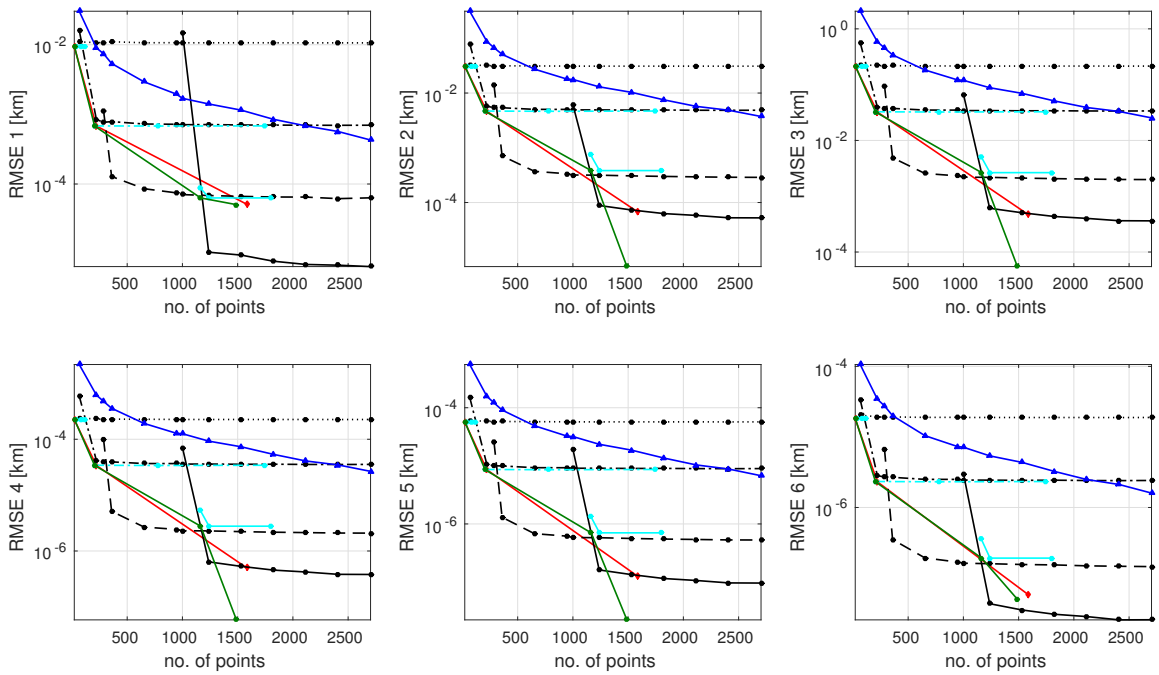 10^-2
10^-4
RMSE 1 [km]
500 1000 1500 2000 2500
no. of points
10^-2
10^-4
RMSE 2 [km]
500 1000 1500 2000 2500
no. of points
10^0
10^-2
10^-4
RMSE 3 [km]
500 1000 1500 2000 2500
no. of points
10^-4
10^-6
RMSE 4 [km]
500 1000 1500 2000 2500
no. of points
10^-4
10^-6
RMSE 5 [km]
500 1000 1500 2000 2500
no. of points
10^-4
10^-6
RMSE 6 [km]
500 1000 1500 2000 2500
no. of points